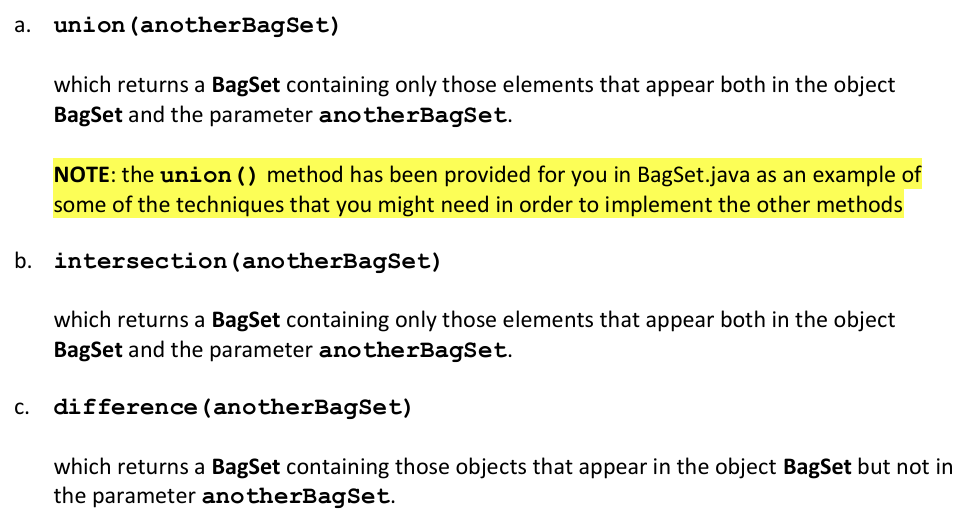 a. union(anotherBagSet)
which returns a BagSet containing only those elements that appear both in the object
BagSet and the parameter anotherBagSet.
NOTE: the union() method has been provided for you in BagSet.java as an example of
some of the techniques that you might need in order to implement the other methods
b. intersection(anotherBagSet)
which returns a BagSet containing only those elements that appear both in the object
BagSet and the parameter anotherBagSet.
c. difference(anotherBagSet)
which returns a BagSet containing those objects that appear in the object BagSet but not in
the parameter anotherBagSet.